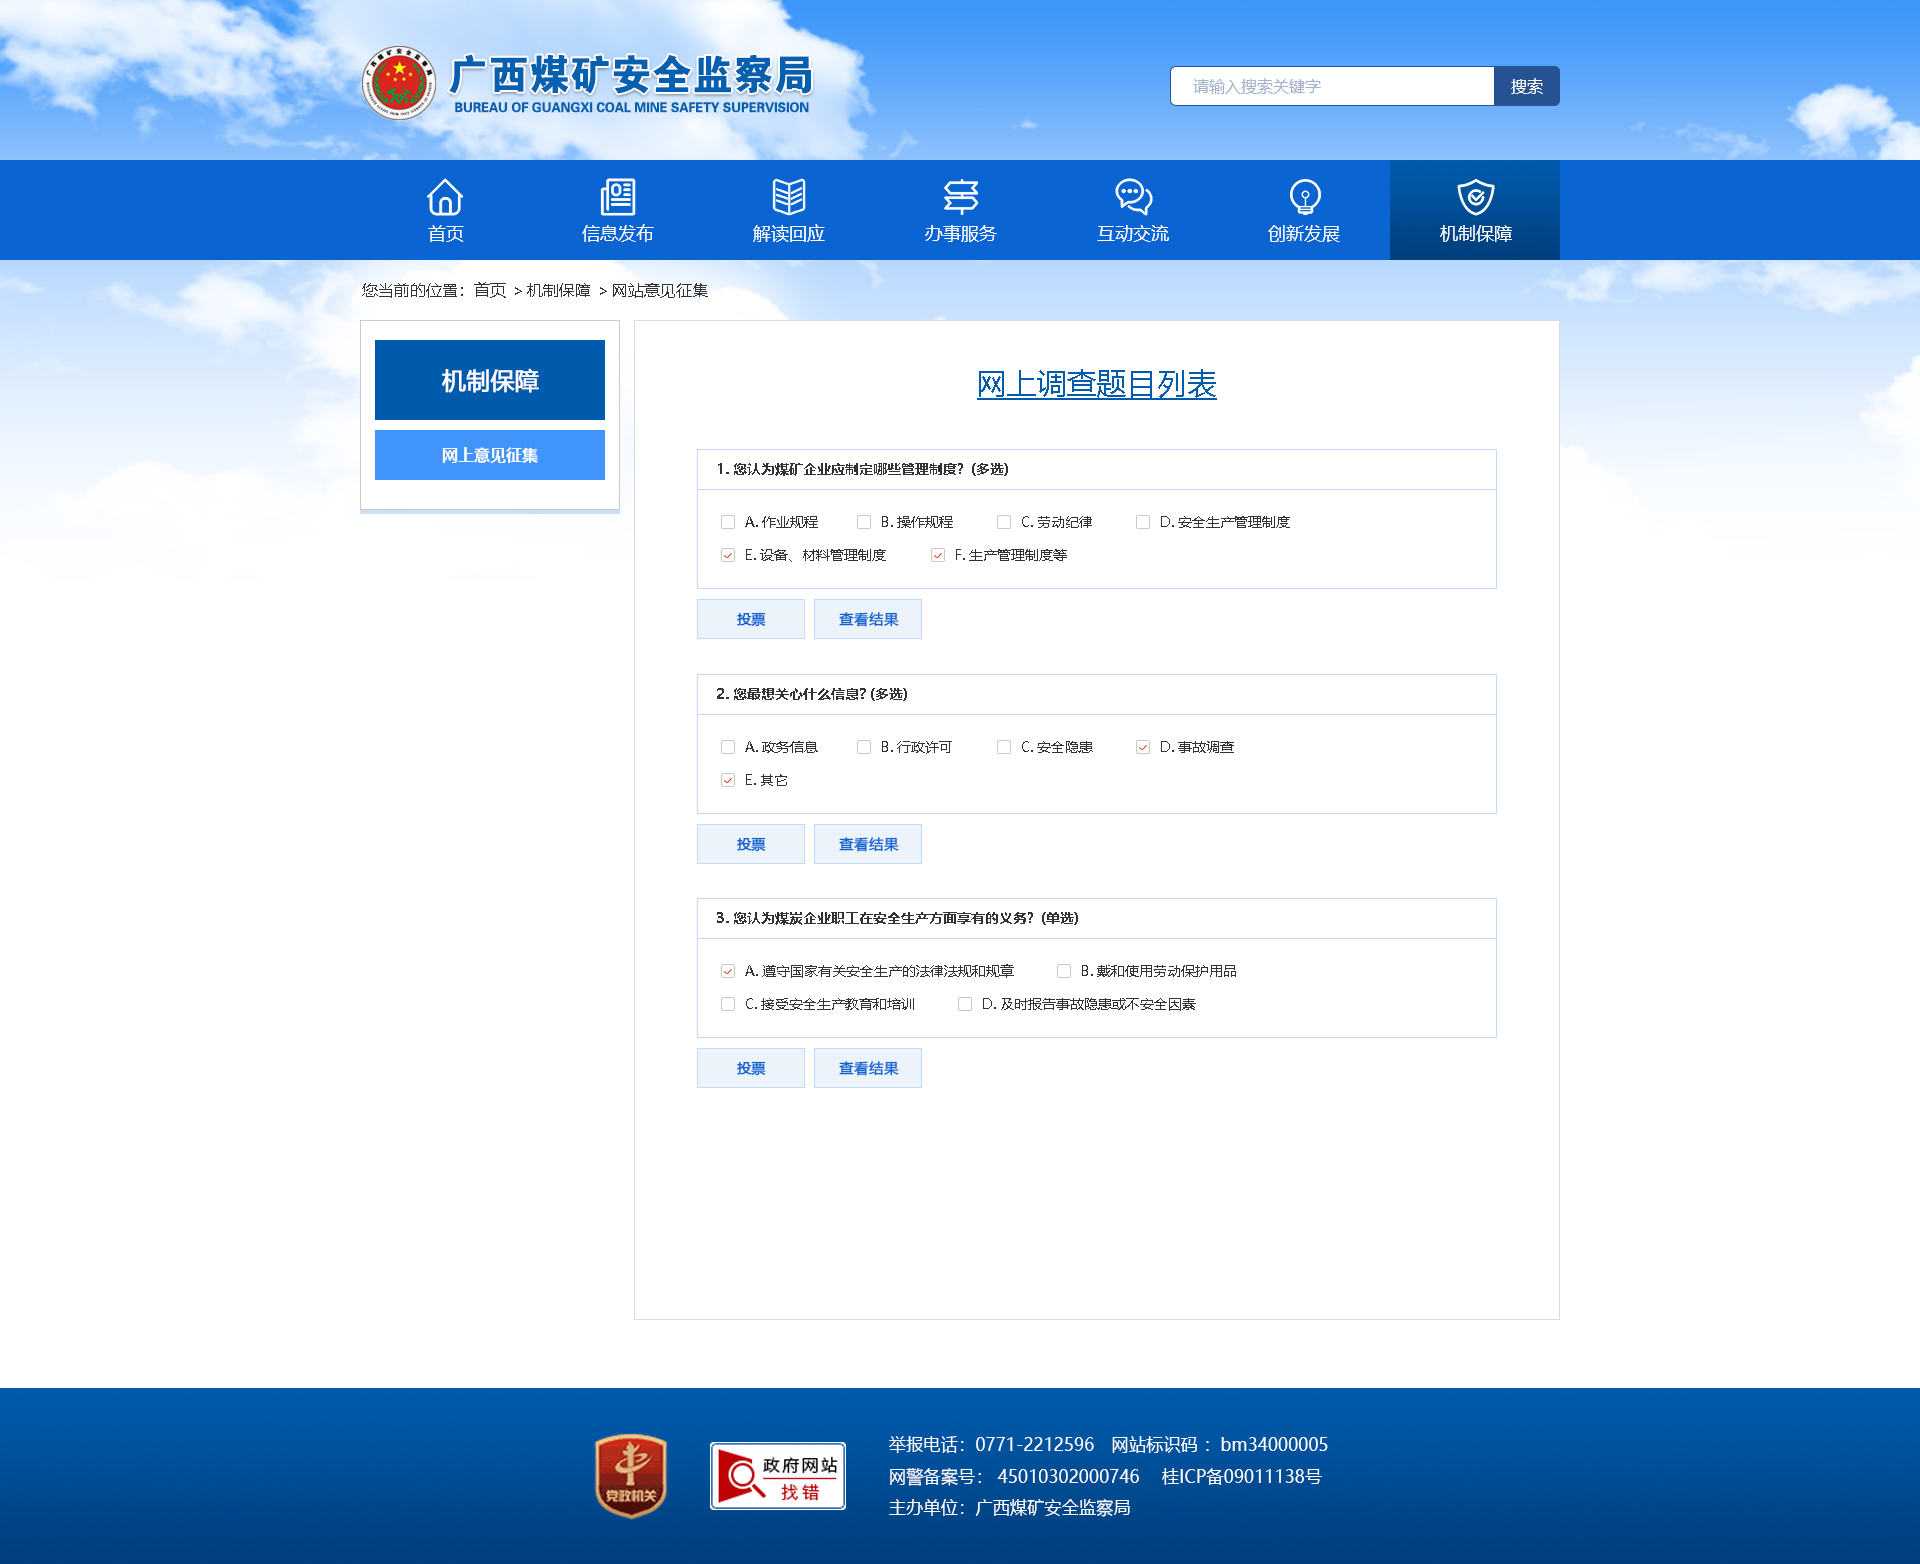 广西煤矿安全监察局
BUREAU OF GUANGXI COAL MINE SAFETY SUPERVISION
请输入搜索关键字 搜索
首页 信息发布 解读回应 办事服务 互动交流 创新发展 机制保障
您当前的位置：首页 > 机制保障 > 网站意见征集
机制保障
网上意见征集
网上调查题目列表
1. 您认为煤矿企业应制定哪些管理制度？(多选)
A. 作业规程 B. 操作规程 C. 劳动纪律 D. 安全生产管理制度
E. 设备、材料管理制度 F. 生产管理制度等
投票 查看结果
2. 您最想关心什么信息? (多选)
A. 政务信息 B. 行政许可 C. 安全隐患 D. 事故调查
E. 其它
投票 查看结果
3. 您认为煤炭企业职工在安全生产方面享有的义务？(单选)
A. 遵守国家有关安全生产的法律法规和规章 B. 戴和使用劳动保护用品
C. 接受安全生产教育和培训 D. 及时报告事故隐患或不安全因素
投票 查看结果
党政机关
政府网站
找错
举报电话：0771-2212596 网站标识码 ：bm34000005
网警备案号： 45010302000746 桂ICP备09011138号
主办单位：广西煤矿安全监察局